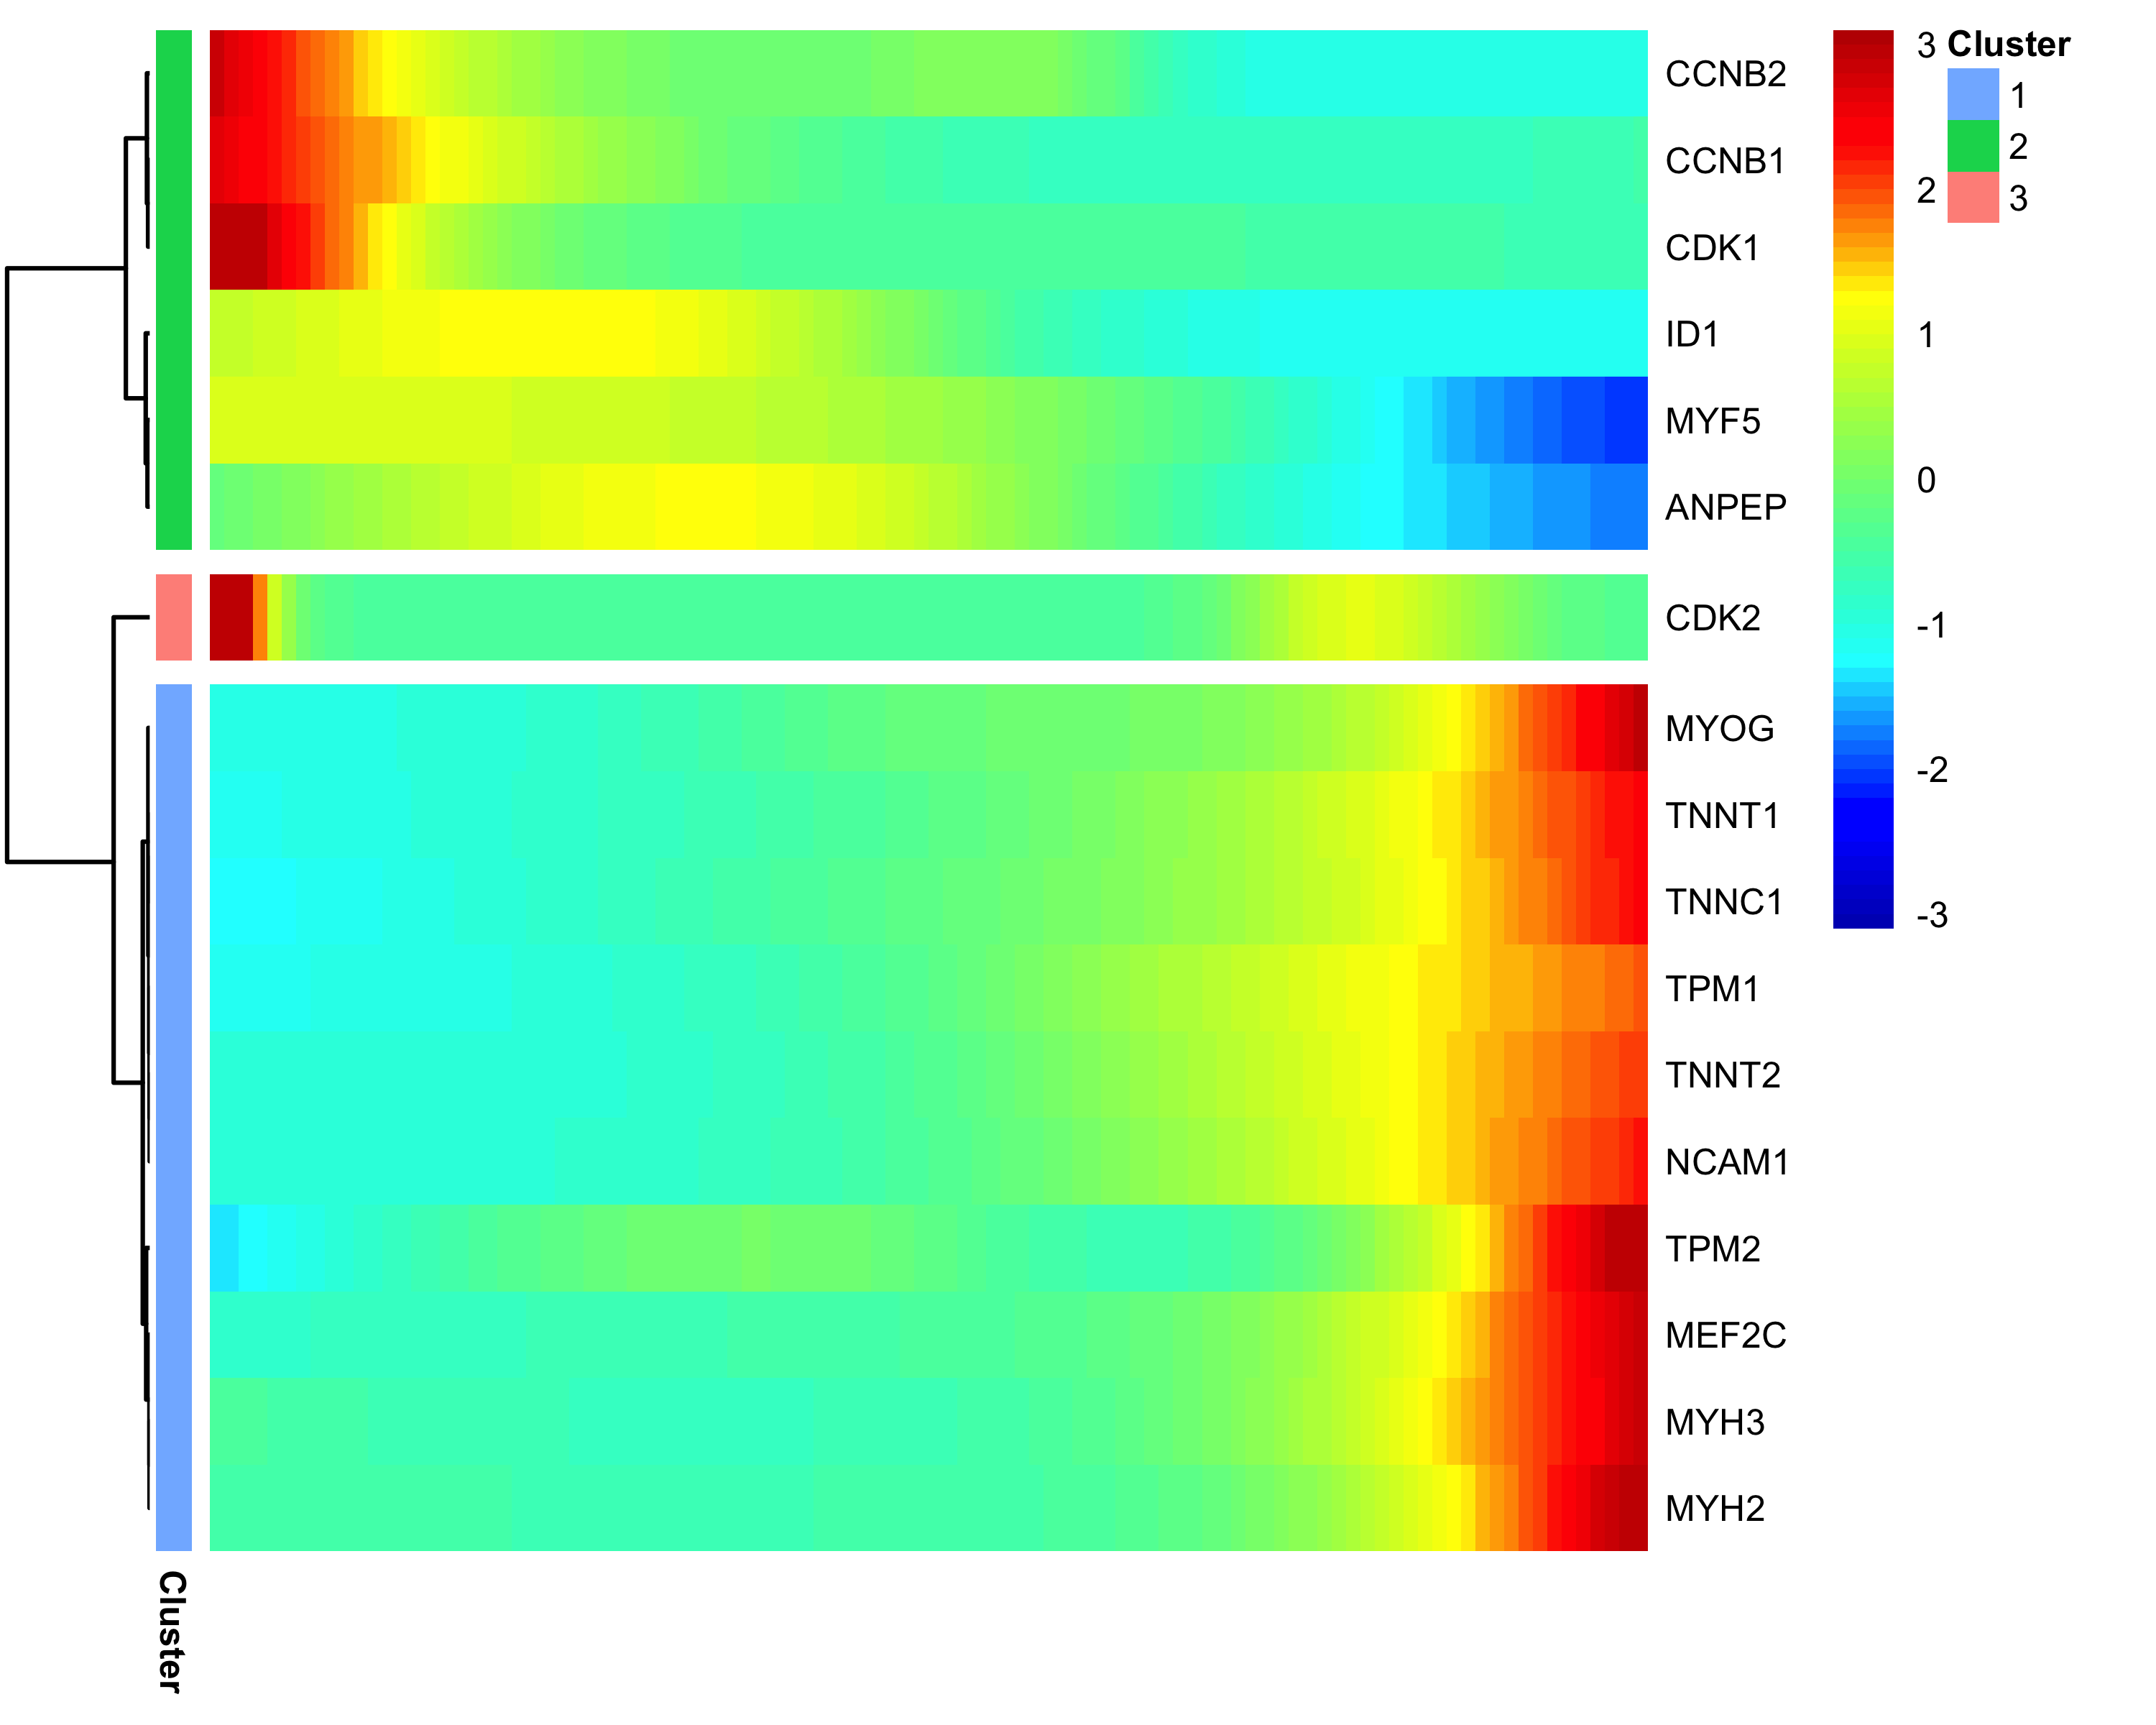 CCNB2
CCNB1
CDK1
ID1
MYF5
ANPEP
CDK2
MYOG
TNNT1
TNNC1
TPM1
TNNT2
NCAM1
TPM2
MEF2C
MYH3
MYH2
3
2
1
0
-1
-2
-3
Cluster
1
2
3
Cluster